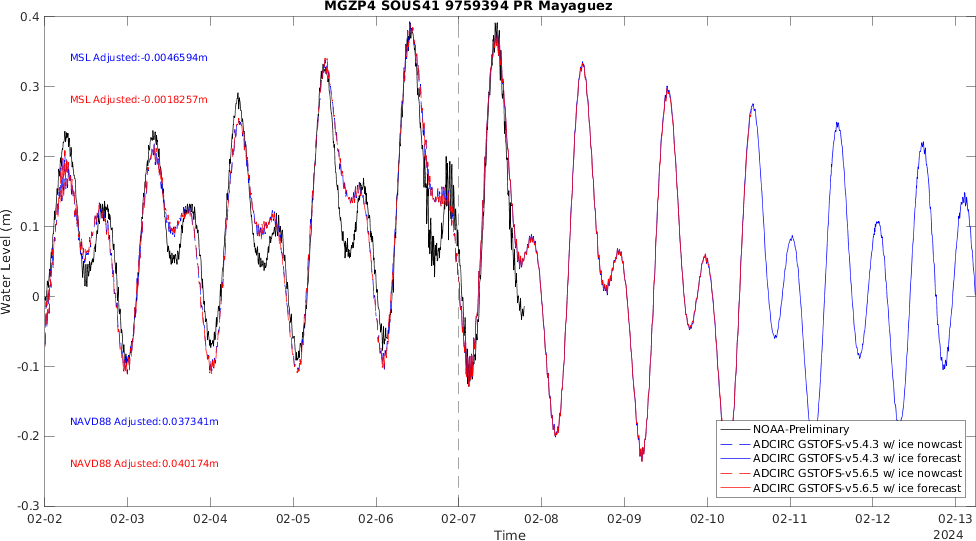 MGZP4 SOUS41 9759394 PR Mayaguez
0.4
0.3
0.2
0.1
0
-0.1
-0.2
-0.3
Water Level (m)
MSL Adjusted:-0.0046594m
MSL Adjusted:-0.0018257m
NAVD88 Adjusted:0.037341m
NAVD88 Adjusted:0.040174m
NOAA-Preliminary
ADCIRC GSTOFS-v5.4.3 w/ ice nowcast
ADCIRC GSTOFS-v5.4.3 w/ ice forecast
ADCIRC GSTOFS-v5.6.5 w/ ice nowcast
ADCIRC GSTOFS-v5.6.5 w/ ice forecast
02-02 02-03 02-04 02-05 02-06 02-07 02-08 02-09 02-10 02-11 02-12 02-13
Time
2024